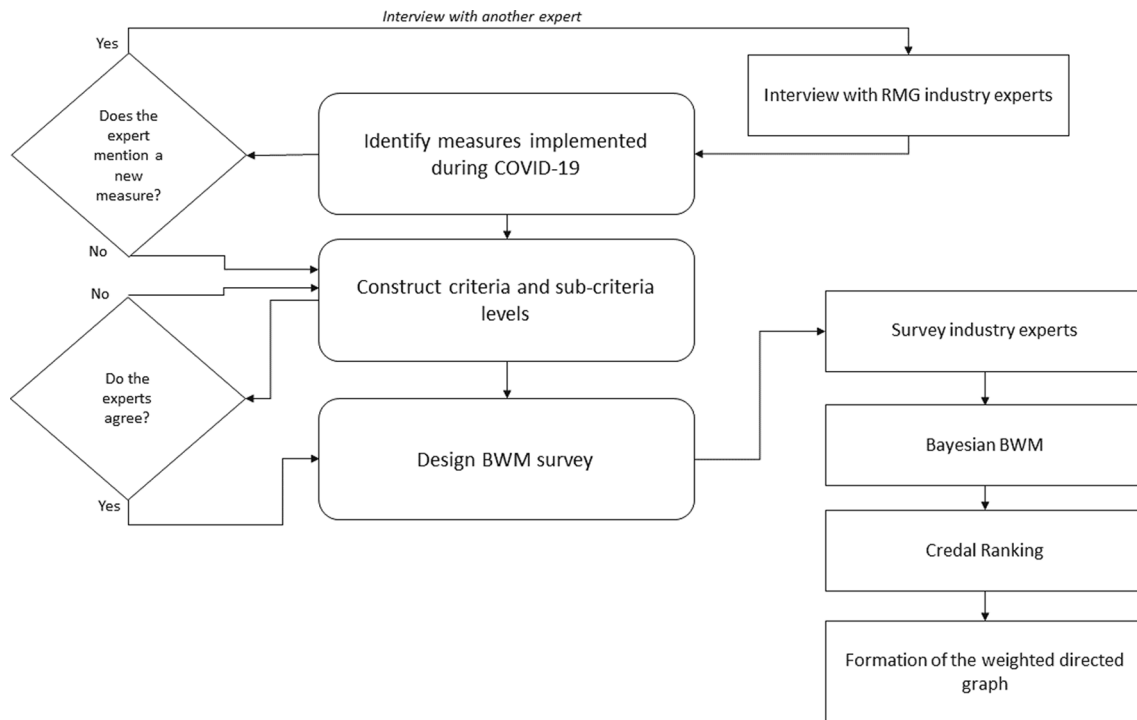 Interview with another expert
Yes
Interview with RMG industry experts
Does the
expert
mention a
new
measure?
Identify measures implemented
during COVID-19
No
Construct criteria and sub-criteria
levels
No
Survey industry experts
Do the
experts
agree?
Design BWM survey
Bayesian BWM
Yes
Credal Ranking
Formation of the weighted directed
graph